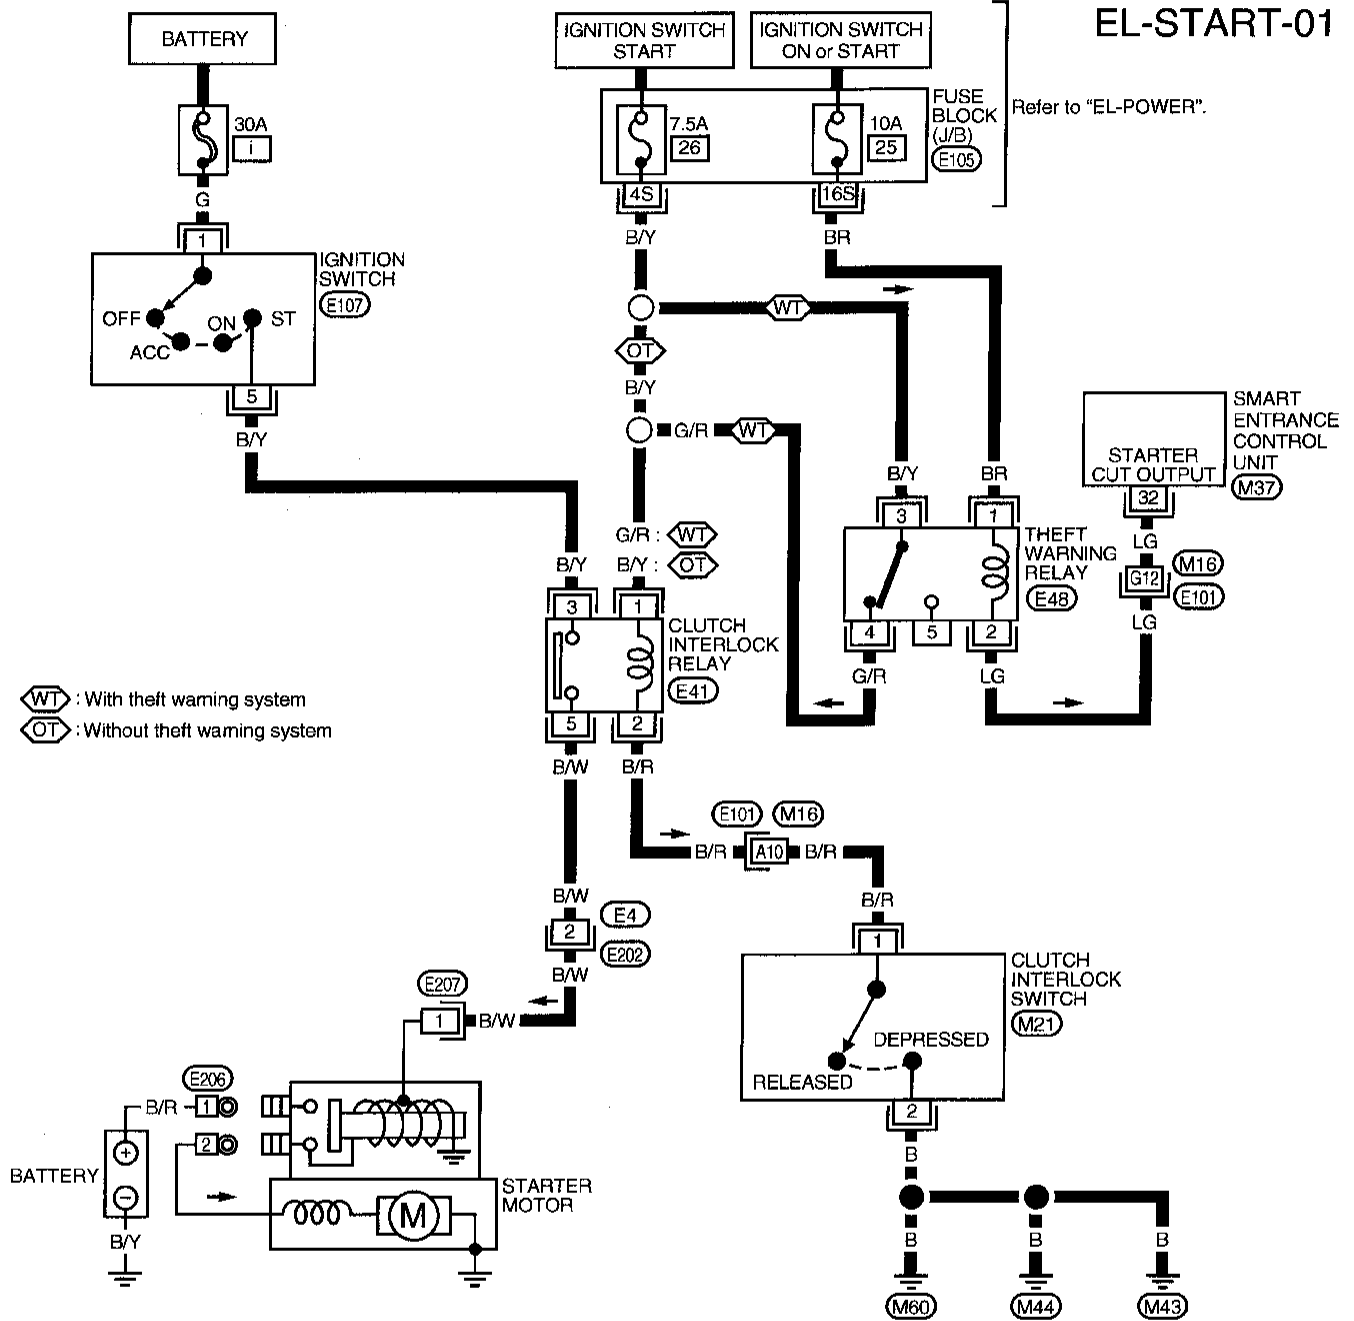 EL-START-01
BATTERY
IGNITION SWITCH
START
IGNITION SWITCH
ON or START
30A
i
7.5A
26
10A
25
FUSE
BLOCK
(J/B)
E105
Refer to "EL-POWER".
G
4S
16S
1
B/Y
BR
IGNITION
SWITCH
E107
OFF
ACC
ON
ST
WT
OT
B/Y
5
B/Y
G/R
WT
SMART
ENTRANCE
CONTROL
UNIT
M37
STARTER
CUT OUTPUT
32
B/Y
BR
3
1
LG
G12
M16
E101
LG
THEFT
WARNING
RELAY
E48
4
5
2
G/R
LG
G/R : WT
B/Y : OT
B/Y
3
1
CLUTCH
INTERLOCK
RELAY
E41
5
2
B/W
B/R
WT : With theft warning system
OT : Without theft warning system
E101
M16
B/R
A10
B/R
B/R
1
B/W
2
E4
E202
B/W
CLUTCH
INTERLOCK
SWITCH
M21
DEPRESSED
RELEASED
2
E207
1
B/W
E206
B/R
1
2
BATTERY
+
−
B/Y
STARTER
MOTOR
M
B
B
B
B
M60
M44
M43